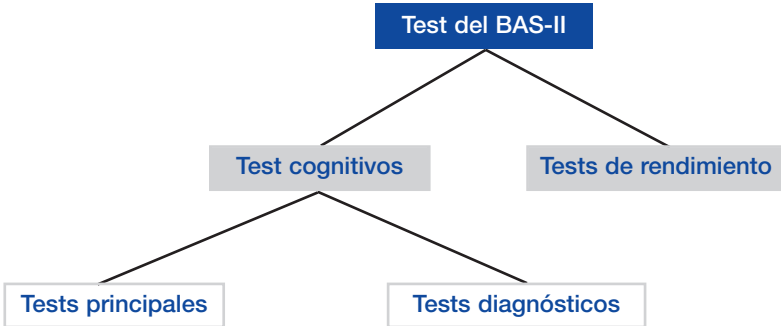 Test del BAS-II
Test cognitivos
Tests de rendimiento
Tests principales
Tests diagnósticos